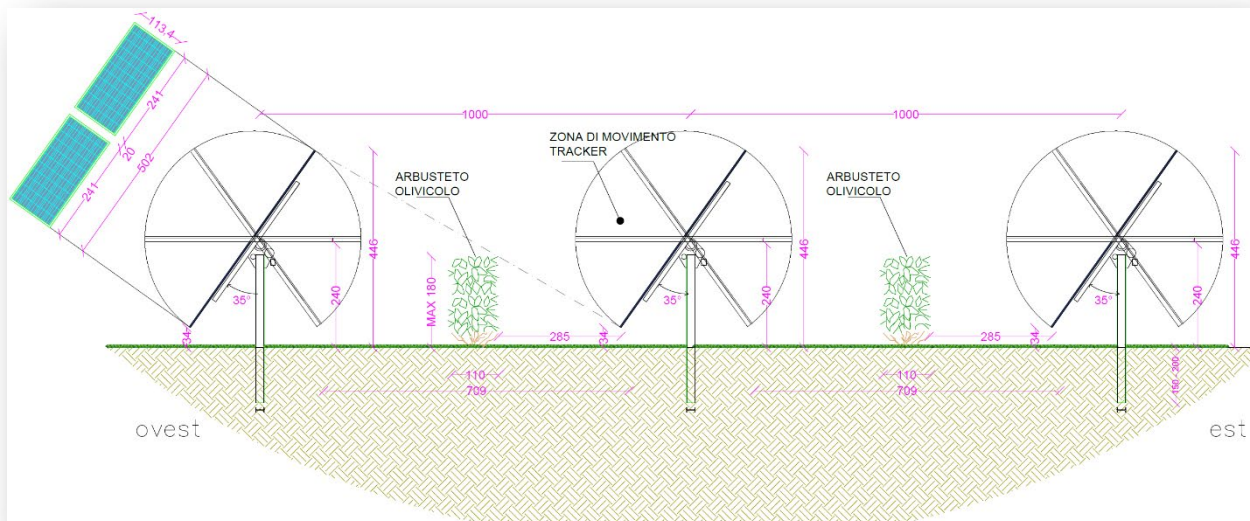 113,4
241
20
502
241
1000
1000
ZONA DI MOVIMENTO
TRACKER
ARBUSTETO
OLIVICOLO
ARBUSTETO
OLIVICOLO
446
446
446
240
240
240
35°
35°
35°
MAX 180
34
285
34
285
34
110
709
110
709
150 - 200
ovest
est